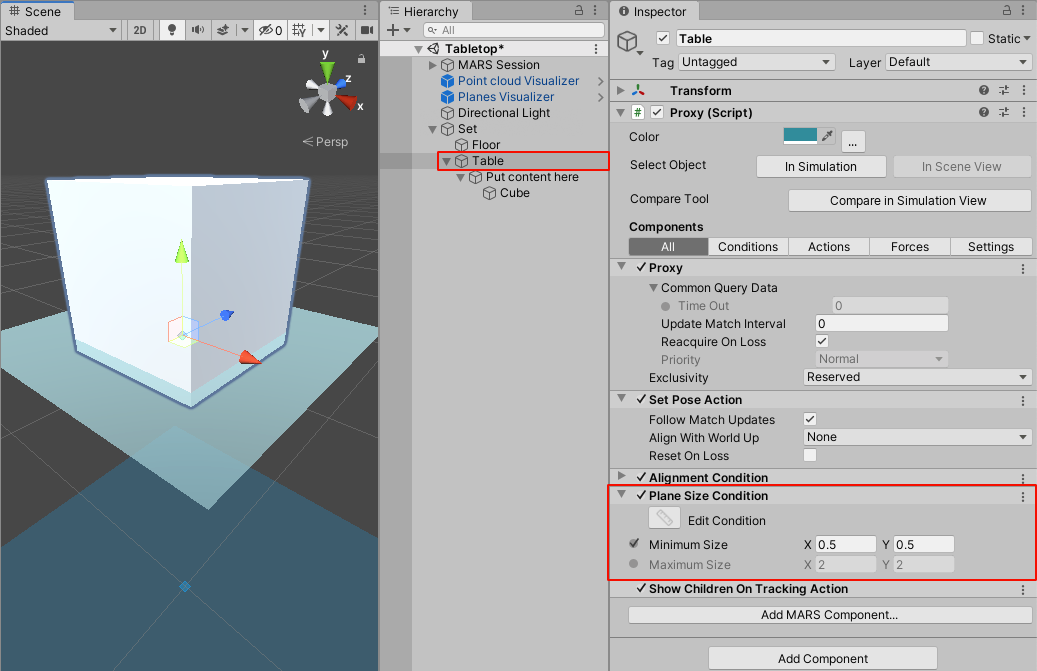 Scene
Shaded
2D
0
y
z
x
Persp
Hierarchy
All
Tabletop*
MARS Session
Point cloud Visualizer
Planes Visualizer
Directional Light
Set
Floor
Table
Put content here
Cube
Inspector
Table
Static
Tag Untagged
Layer Default
Transform
# Proxy (Script)
Color
...
Select Object
In Simulation
In Scene View
Compare Tool
Compare in Simulation View
Components
All
Conditions
Actions
Forces
Settings
Proxy
Common Query Data
Time Out 0
Update Match Interval 0
Reacquire On Loss
Priority Normal
Exclusivity Reserved
Set Pose Action
Follow Match Updates
Align With World Up None
Reset On Loss
Alignment Condition
Plane Size Condition
Edit Condition
Minimum Size X 0.5 Y 0.5
Maximum Size X 2 Y 2
Show Children On Tracking Action
Add MARS Component...
Add Component